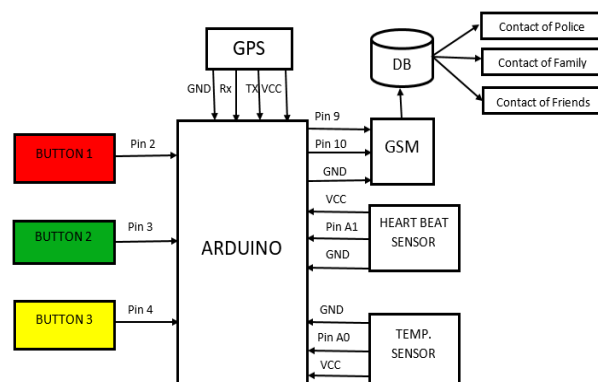 GPS
GND Rx TX VCC
DB
Contact of Police
Contact of Family
Contact of Friends
Pin 9
Pin 10
GND
GSM
BUTTON 1
Pin 2
BUTTON 2
Pin 3
BUTTON 3
Pin 4
ARDUINO
VCC
Pin A1
GND
HEART BEAT
SENSOR
GND
Pin A0
VCC
TEMP.
SENSOR